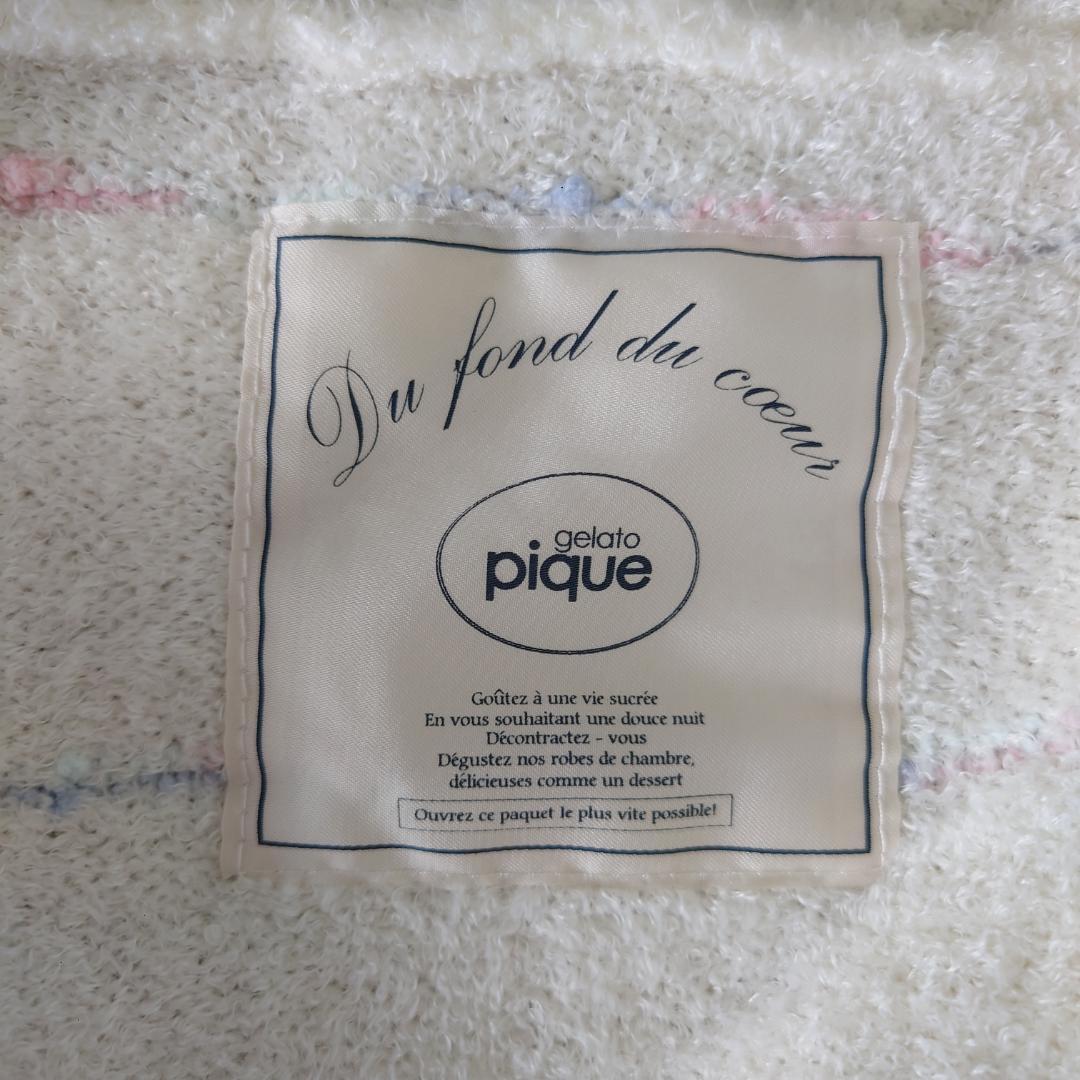 Du fond du cœur
gelato
pique
Goûtez à une vie sucrée
En vous souhaitant une douce nuit
Décontractez - vous
Dégustez nos robes de chambre,
délicieuses comme un dessert
Ouvrez ce paquet le plus vite possible!